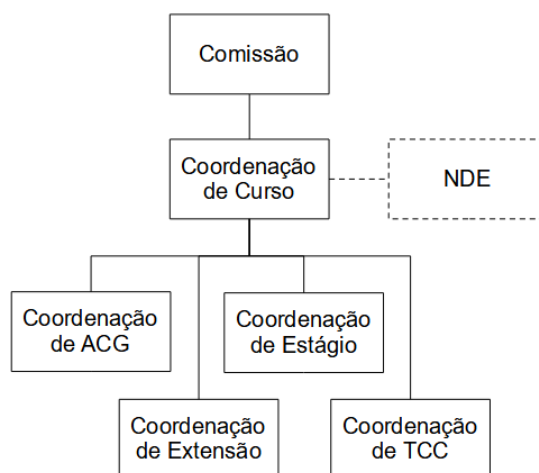 Comissão
Coordenação
de Curso
NDE
Coordenação
de ACG
Coordenação
de Estágio
Coordenação
de Extensão
Coordenação
de TCC